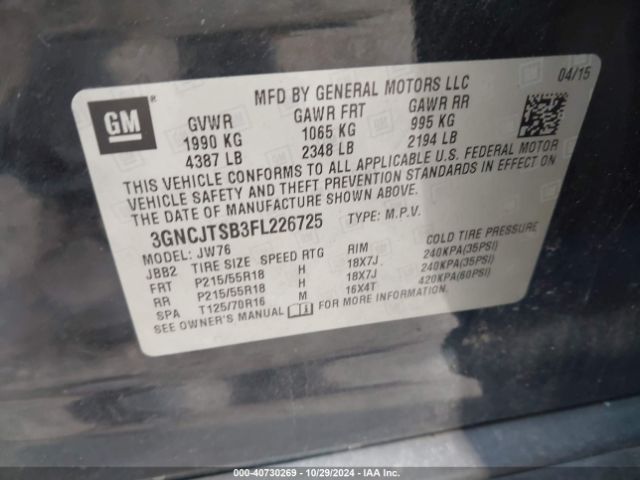 GM®
MFD BY GENERAL MOTORS LLC
04/15
GVWR GAWR FRT GAWR RR
1990 KG 1065 KG 995 KG
4387 LB 2348 LB 2194 LB
THIS VEHICLE CONFORMS TO ALL APPLICABLE U.S. FEDERAL MOTOR
VEHICLE SAFETY AND THEFT PREVENTION STANDARDS IN EFFECT ON
THE DATE OF MANUFACTURE SHOWN ABOVE.
3GNCJTSB3FL226725 TYPE: M.P.V.
MODEL: JW76
JBB2 TIRE SIZE SPEED RTG RIM COLD TIRE PRESSURE
FRT P215/55R18 H 18X7J 240KPA(35PSI)
RR P215/55R18 H 18X7J 240KPA(35PSI)
SPA T125/70R16 M 16X4T 420KPA(60PSI)
SEE OWNER'S MANUAL FOR MORE INFORMATION.
000-40730269 - 10/29/2024 - IAA Inc.